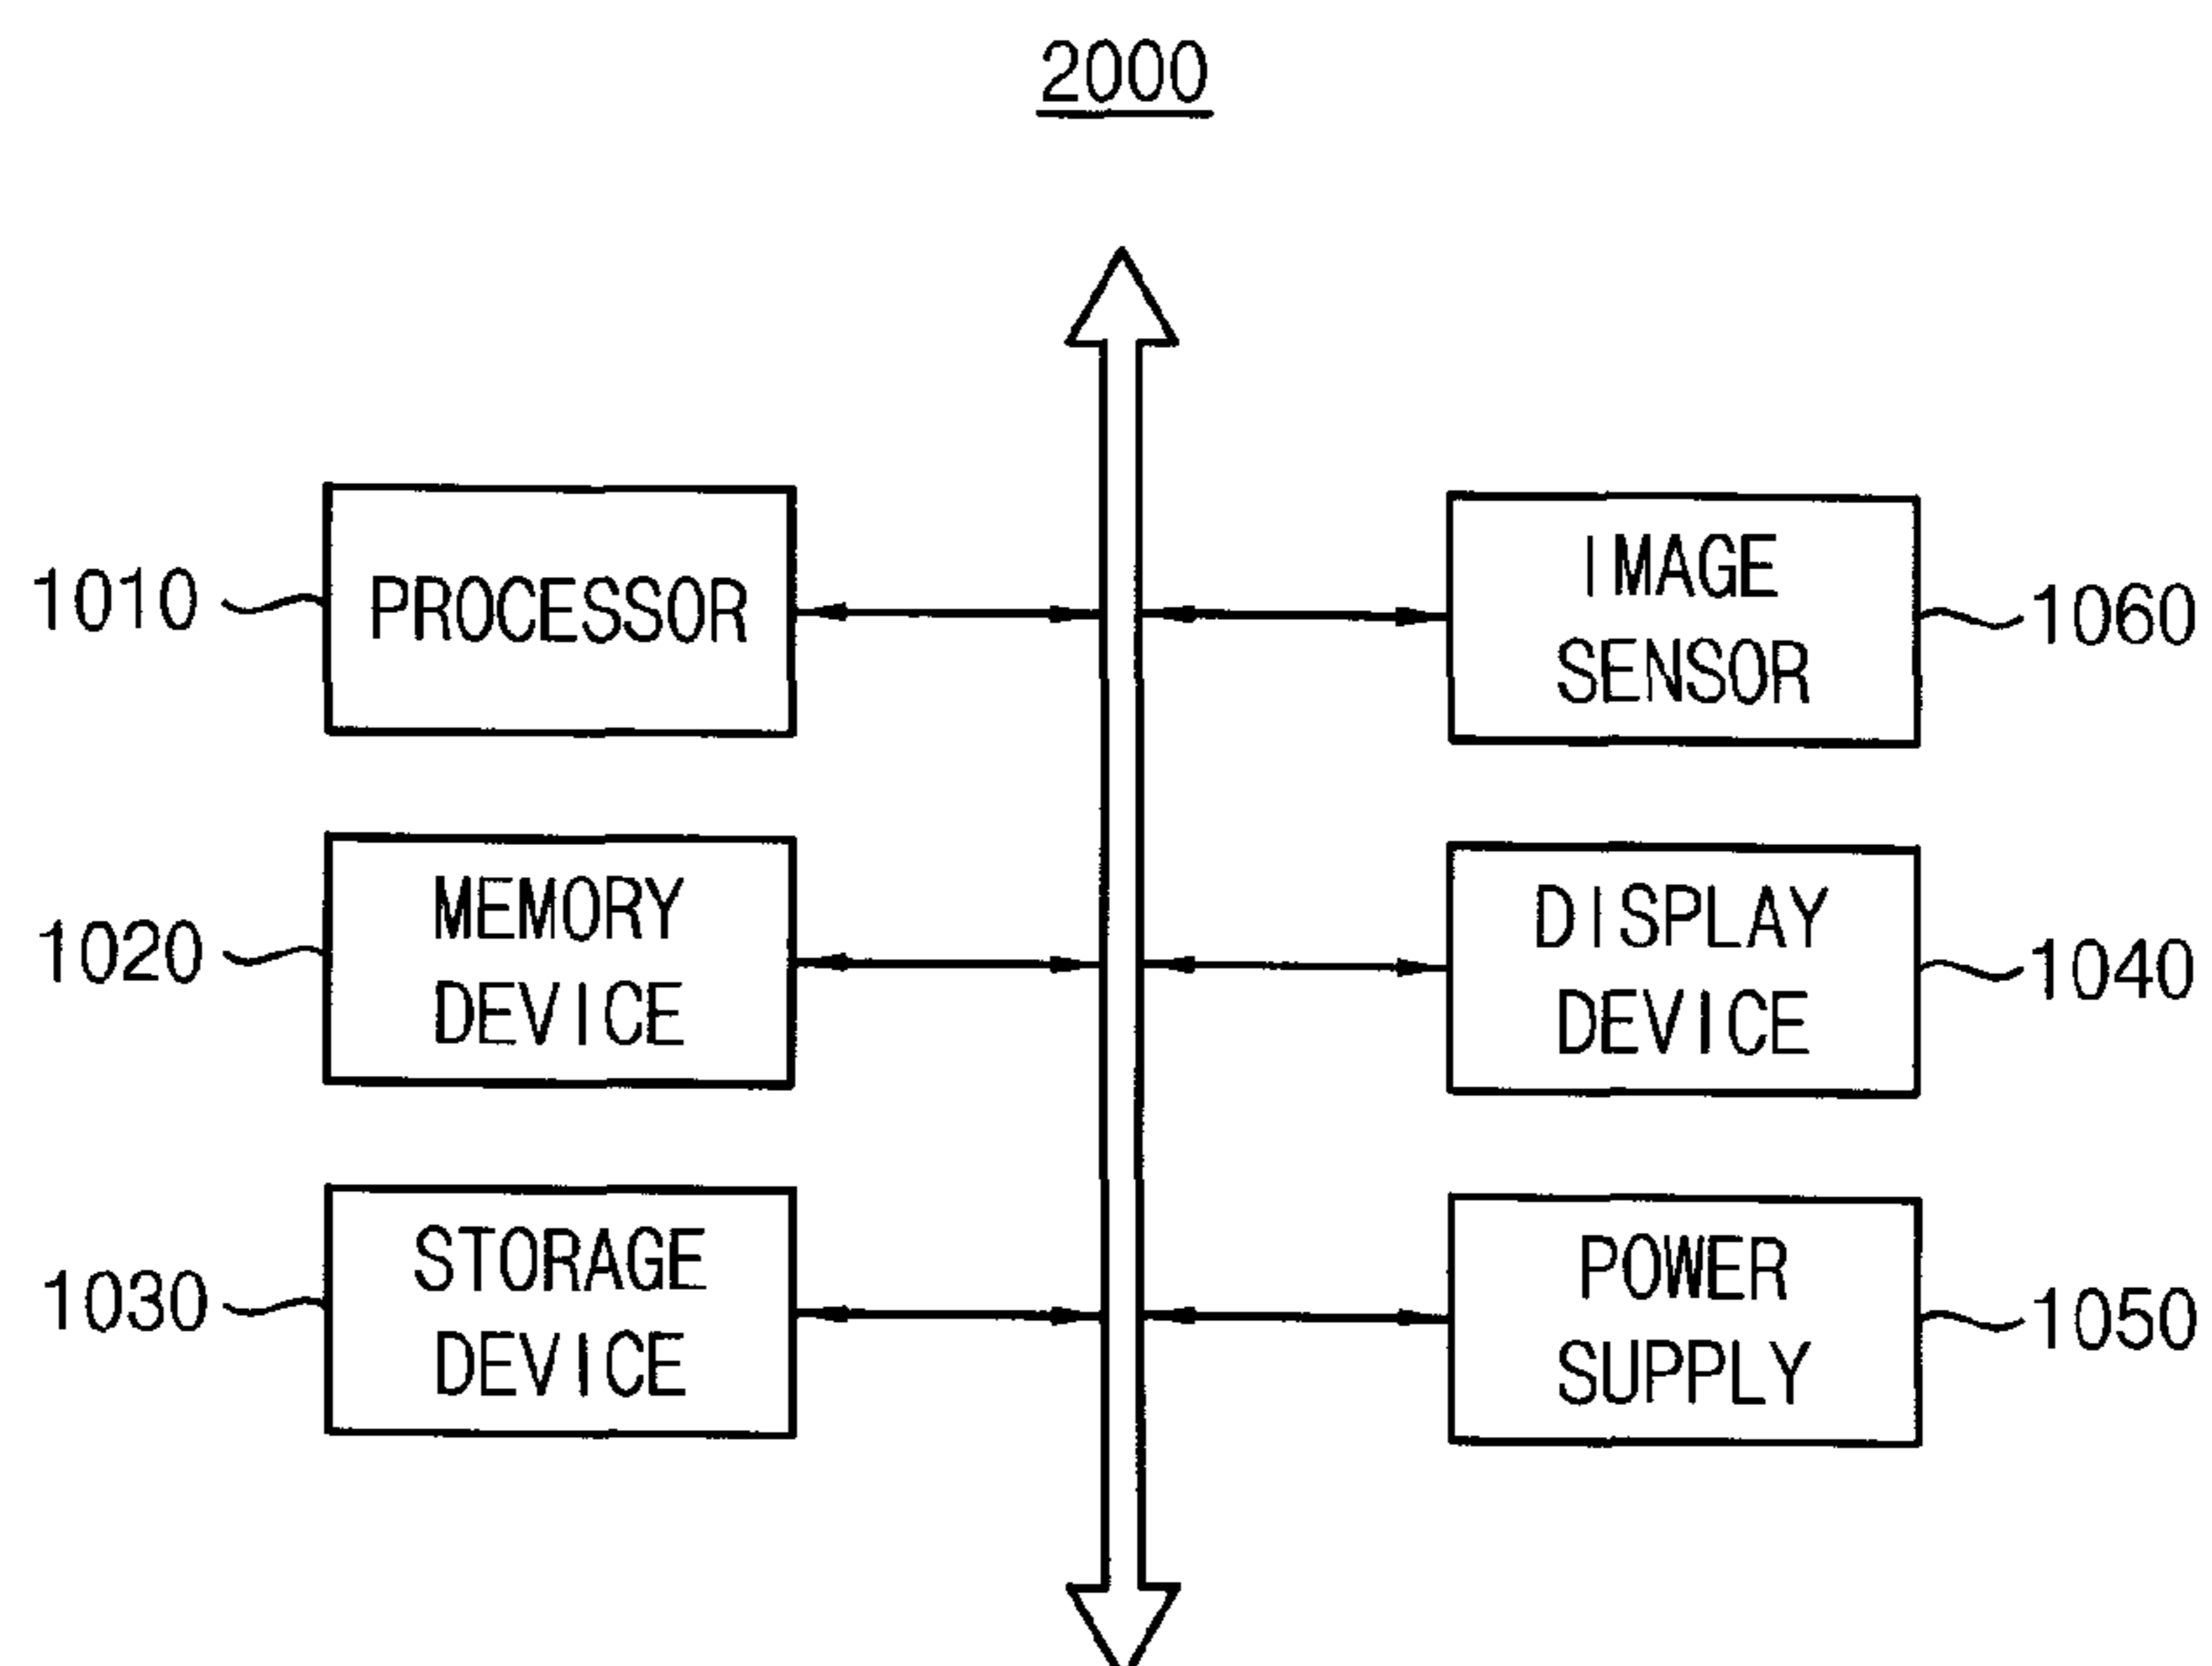 2000
1010
PROCESSOR
IMAGE
SENSOR
1060
1020
MEMORY
DEVICE
DISPLAY
DEVICE
1040
1030
STORAGE
DEVICE
POWER
SUPPLY
1050